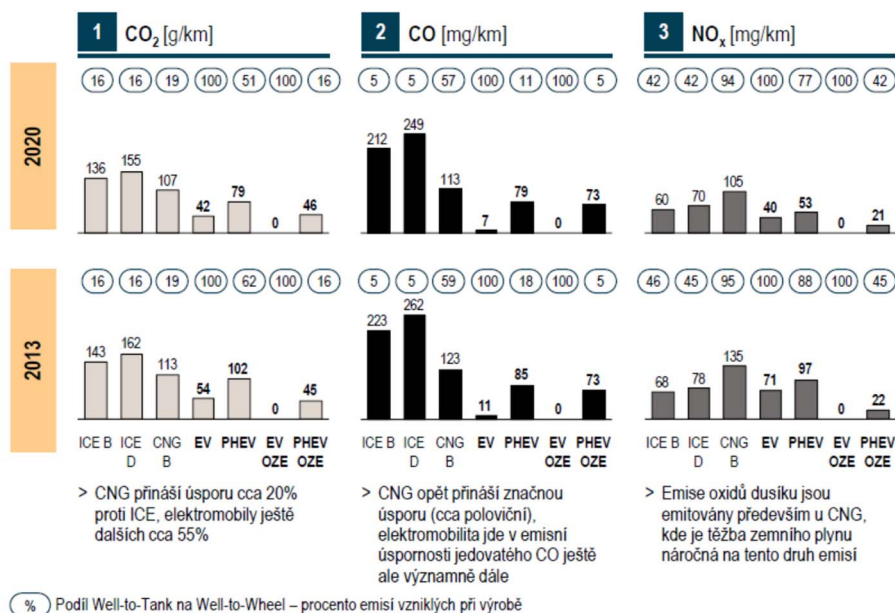 1 CO₂ [g/km]
2 CO [mg/km]
3 NOₓ [mg/km]
2020
16 16 19 100 51 100 16
5 5 57 100 11 100 5
42 42 94 100 77 100 42
136 155 107 42 79 0 46
212 249 113 7 79 0 73
60 70 105 40 53 0 21
2013
16 16 19 100 62 100 16
5 5 59 100 18 100 5
46 45 95 100 88 100 45
143 162 113 54 102 0 45
223 262 123 11 85 0 73
68 78 135 71 97 0 22
ICE B ICE D CNG B EV PHEV EV OZE PHEV OZE
ICE B ICE D CNG B EV PHEV EV OZE PHEV OZE
ICE B ICE D CNG B EV PHEV EV OZE PHEV OZE
> CNG přináší úsporu cca 20%
proti ICE, elektromobily ještě
dalších cca 55%
> CNG opět přináší značnou
úsporu (cca poloviční),
elektromobilita jde v emisní
úspornosti jedovatého CO ještě
ale významně dále
> Emise oxidů dusíku jsou
emitovány především u CNG,
kde je těžba zemního plynu
náročná na tento druh emisí
% Podíl Well-to-Tank na Well-to-Wheel – procento emisí vzniklých při výrobě